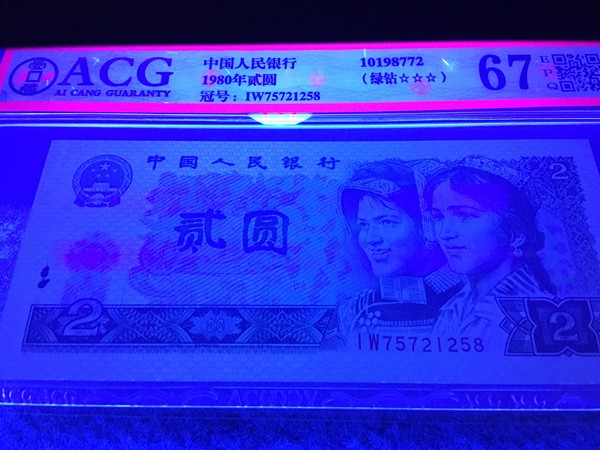 ACG
AI CANG GUARANTY
中国人民银行
1980年贰圆
冠号：IW75721258
10198772
（绿钻☆☆☆）
67
EPQ
中国人民银行
2
贰圆
2
IW75721258
2